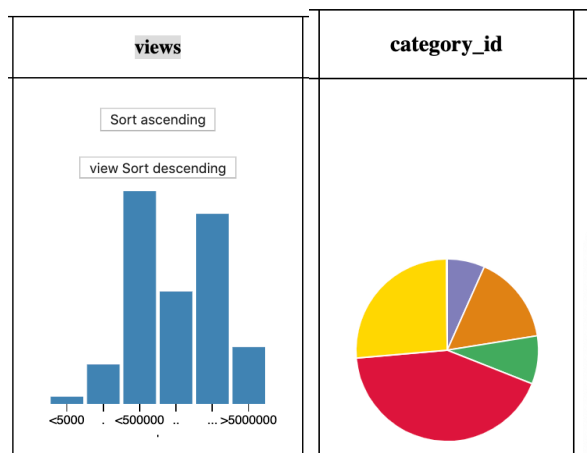 views
category_id
Sort ascending
view Sort descending
<5000 . <500000 .. ... >5000000